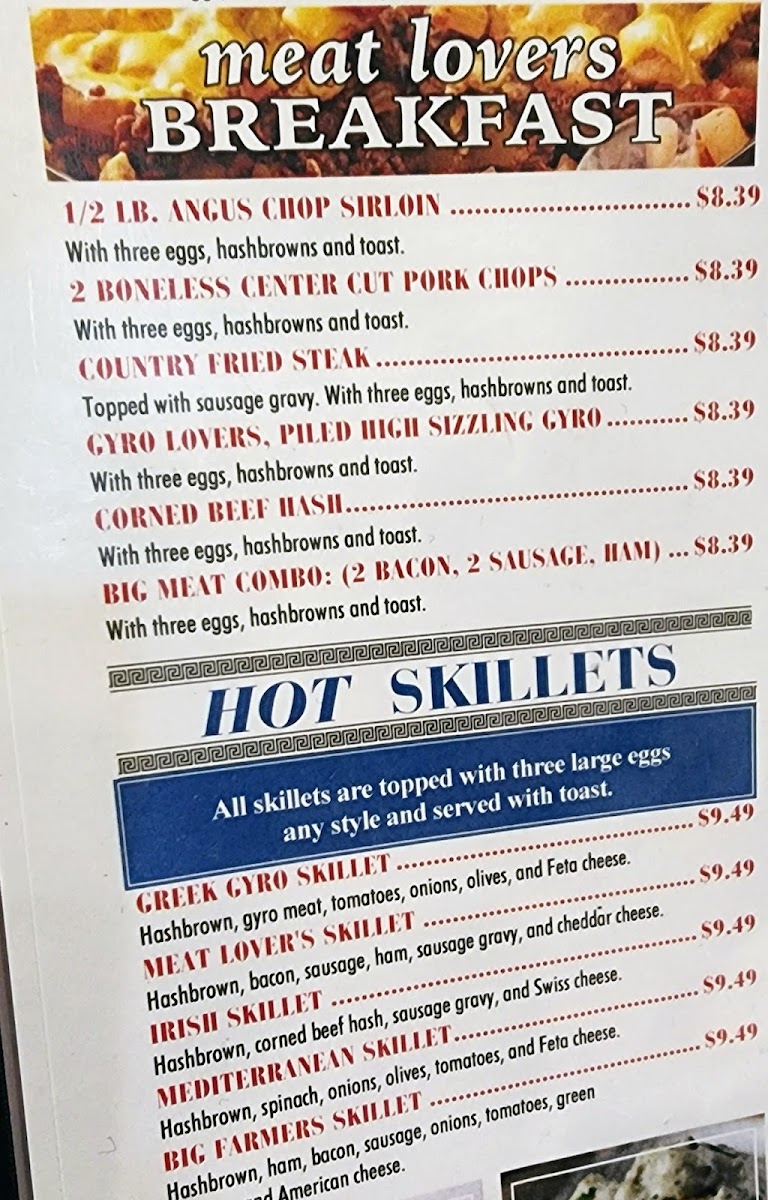 meat lovers
BREAKFAST
1/2 LB. ANGUS CHOP SIRLOIN ................................ $8.39
With three eggs, hashbrowns and toast.
2 BONELESS CENTER CUT PORK CHOPS ................ $8.39
With three eggs, hashbrowns and toast.
COUNTRY FRIED STEAK .......................................... $8.39
Topped with sausage gravy. With three eggs, hashbrowns and toast.
GYRO LOVERS, PILED HIGH SIZZLING GYRO ........... $8.39
With three eggs, hashbrowns and toast.
CORNED BEEF HASH .............................................. $8.39
With three eggs, hashbrowns and toast.
BIG MEAT COMBO: (2 BACON, 2 SAUSAGE, HAM) ... $8.39
With three eggs, hashbrowns and toast.
HOT SKILLETS
All skillets are topped with three large eggs
any style and served with toast.
GREEK GYRO SKILLET .......................................... $9.49
Hashbrown, gyro meat, tomatoes, onions, olives, and Feta cheese.
MEAT LOVER'S SKILLET ....................................... $9.49
Hashbrown, bacon, sausage, ham, sausage gravy, and cheddar cheese.
IRISH SKILLET .................................................... $9.49
Hashbrown, corned beef hash, sausage gravy, and Swiss cheese.
MEDITERRANEAN SKILLET ................................... $9.49
Hashbrown, spinach, onions, olives, tomatoes, and Feta cheese.
BIG FARMERS SKILLET ....................................... $9.49
Hashbrown, ham, bacon, sausage, onions, tomatoes, green
American cheese.